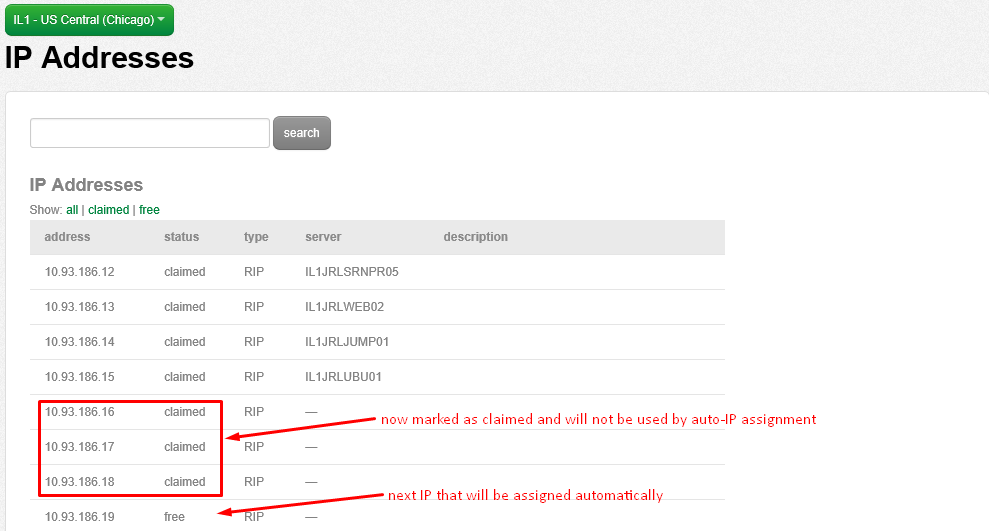 IL1 - US Central (Chicago)
IP Addresses
search
IP Addresses
Show: all | claimed | free
address status type server description
10.93.186.12 claimed RIP IL1JRLSRNPR05
10.93.186.13 claimed RIP IL1JRLWEB02
10.93.186.14 claimed RIP IL1JRLJUMP01
10.93.186.15 claimed RIP IL1JRLUBU01
10.93.186.16 claimed RIP —
now marked as claimed and will not be used by auto-IP assignment
10.93.186.17 claimed RIP —
10.93.186.18 claimed RIP —
next IP that will be assigned automatically
10.93.186.19 free RIP —